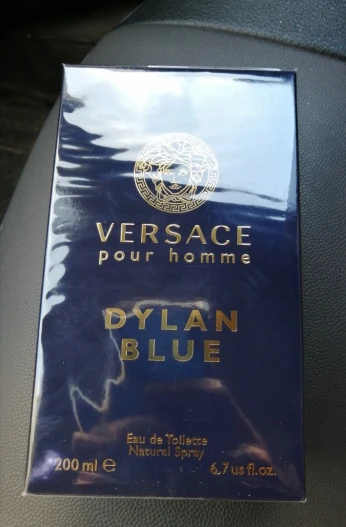 VERSACE
pour homme
DYLAN
BLUE
Eau de Toilette
Natural Spray
200 ml ℮ 6.7 us fl.oz.